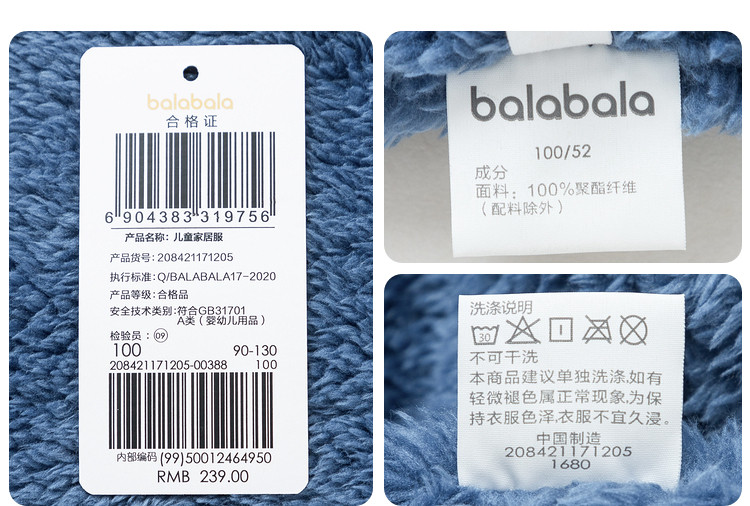 balabala
合格证
6 904383 319756
产品名称: 儿童家居服
产品货号: 208421171205
执行标准: Q/BALABALA17-2020
产品等级: 合格品
安全技术类别: 符合GB31701
A类 (婴幼儿用品)
检验员: 09
100 90-130
208421171205-00388 100
内部编码 (99)50012464950
RMB 239.00
balabala
100/52
成分
面料: 100%聚酯纤维
(配料除外)
洗涤说明
30
不可干洗
本商品建议单独洗涤,如有
轻微褪色属正常现象,为保
持衣服色泽,衣服不宜久浸。
中国制造
208421171205
1680